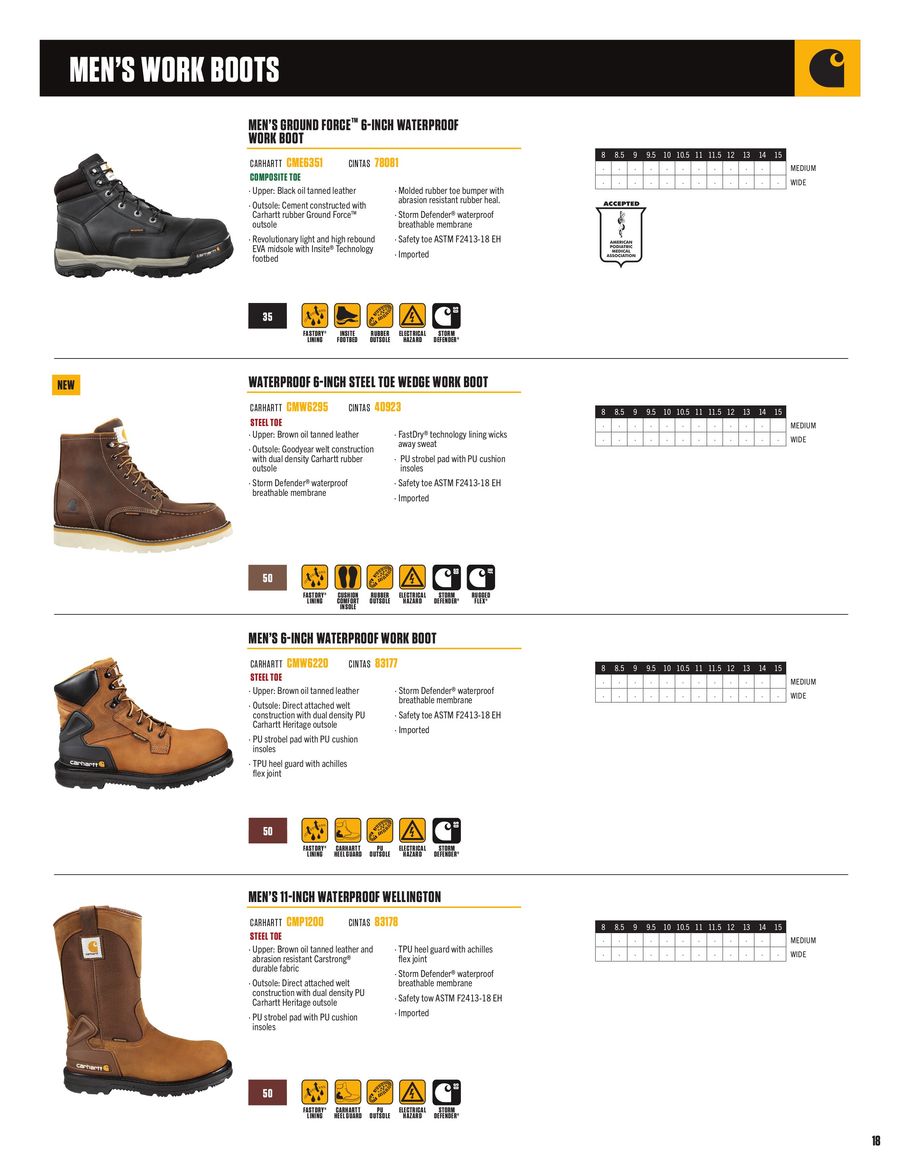 MEN'S WORK BOOTS
MEN'S GROUND FORCE™ 6-INCH WATERPROOF
WORK BOOT
CARHARTT CME6351 CINTAS 78081
COMPOSITE TOE
· Upper: Black oil tanned leather
· Outsole: Cement constructed with
Carhartt rubber Ground Force™
outsole
· Revolutionary light and high rebound
EVA midsole with Insite® Technology
footbed
· Molded rubber toe bumper with
abrasion resistant rubber heal.
· Storm Defender® waterproof
breathable membrane
· Safety toe ASTM F2413-18 EH
· Imported
8 8.5 9 9.5 10 10.5 11 11.5 12 13 14 15
MEDIUM
WIDE
ACCEPTED
AMERICAN
PODIATRIC
MEDICAL
ASSOCIATION
carhartt
35
FASTDRY®
LINING
INSITE
FOOTBED
RUBBER
OUTSOLE
ELECTRICAL
HAZARD
STORM
DEFENDER®
NEW
WATERPROOF 6-INCH STEEL TOE WEDGE WORK BOOT
CARHARTT CMW6295 CINTAS 40923
STEEL TOE
· Upper: Brown oil tanned leather
· Outsole: Goodyear welt construction
with dual density Carhartt rubber
outsole
· Storm Defender® waterproof
breathable membrane
· FastDry® technology lining wicks
away sweat
· PU strobel pad with PU cushion
insoles
· Safety toe ASTM F2413-18 EH
· Imported
8 8.5 9 9.5 10 10.5 11 11.5 12 13 14 15
MEDIUM
WIDE
50
FASTDRY®
LINING
CUSHION
COMFORT
INSOLE
RUBBER
OUTSOLE
ELECTRICAL
HAZARD
STORM
DEFENDER®
RUGGED
FLEX®
MEN'S 6-INCH WATERPROOF WORK BOOT
CARHARTT CMW6220 CINTAS 83177
STEEL TOE
· Upper: Brown oil tanned leather
· Outsole: Direct attached welt
construction with dual density PU
Carhartt Heritage outsole
· PU strobel pad with PU cushion
insoles
· TPU heel guard with achilles
flex joint
· Storm Defender® waterproof
breathable membrane
· Safety toe ASTM F2413-18 EH
· Imported
8 8.5 9 9.5 10 10.5 11 11.5 12 13 14 15
MEDIUM
WIDE
carhartt
50
FASTDRY®
LINING
CARHARTT
HEEL GUARD
PU
OUTSOLE
ELECTRICAL
HAZARD
STORM
DEFENDER®
MEN'S 11-INCH WATERPROOF WELLINGTON
CARHARTT CMP1200 CINTAS 83178
STEEL TOE
· Upper: Brown oil tanned leather and
abrasion resistant Carstrong®
durable fabric
· Outsole: Direct attached welt
construction with dual density PU
Carhartt Heritage outsole
· PU strobel pad with PU cushion
insoles
· TPU heel guard with achilles
flex joint
· Storm Defender® waterproof
breathable membrane
· Safety tow ASTM F2413-18 EH
· Imported
8 8.5 9 9.5 10 10.5 11 11.5 12 13 14 15
MEDIUM
WIDE
carhartt
carhartt
50
FASTDRY®
LINING
CARHARTT
HEEL GUARD
PU
OUTSOLE
ELECTRICAL
HAZARD
STORM
DEFENDER®
18